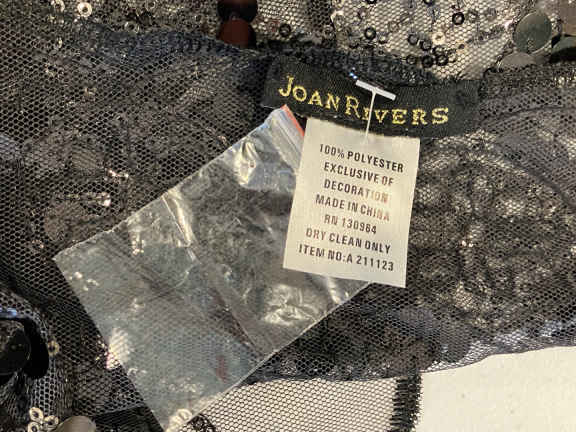 JOAN RIVERS
100% POLYESTER
EXCLUSIVE OF
DECORATION
MADE IN CHINA
RN 130964
DRY CLEAN ONLY
ITEM NO:A 211123